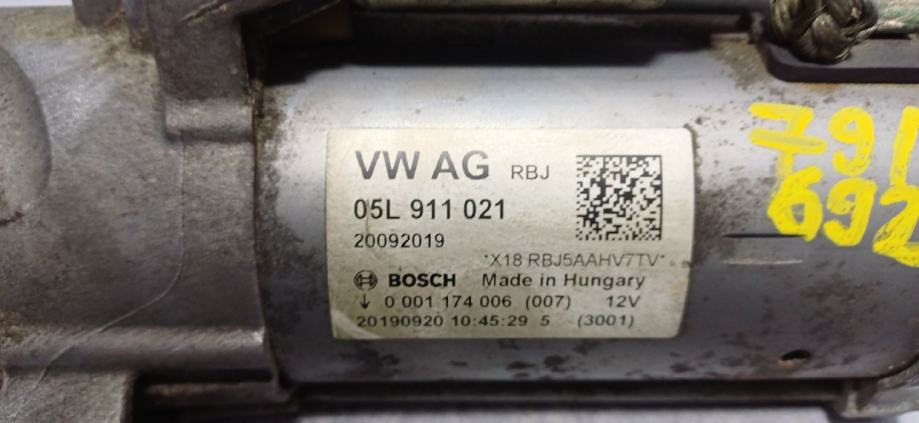 VW AG RBJ
05L 911 021
20092019
*X18 RBJ5AAHV7TV*
BOSCH Made in Hungary
↓ 0 001 174 006 (007) 12V
20190920 10:45:29 5 (3001)